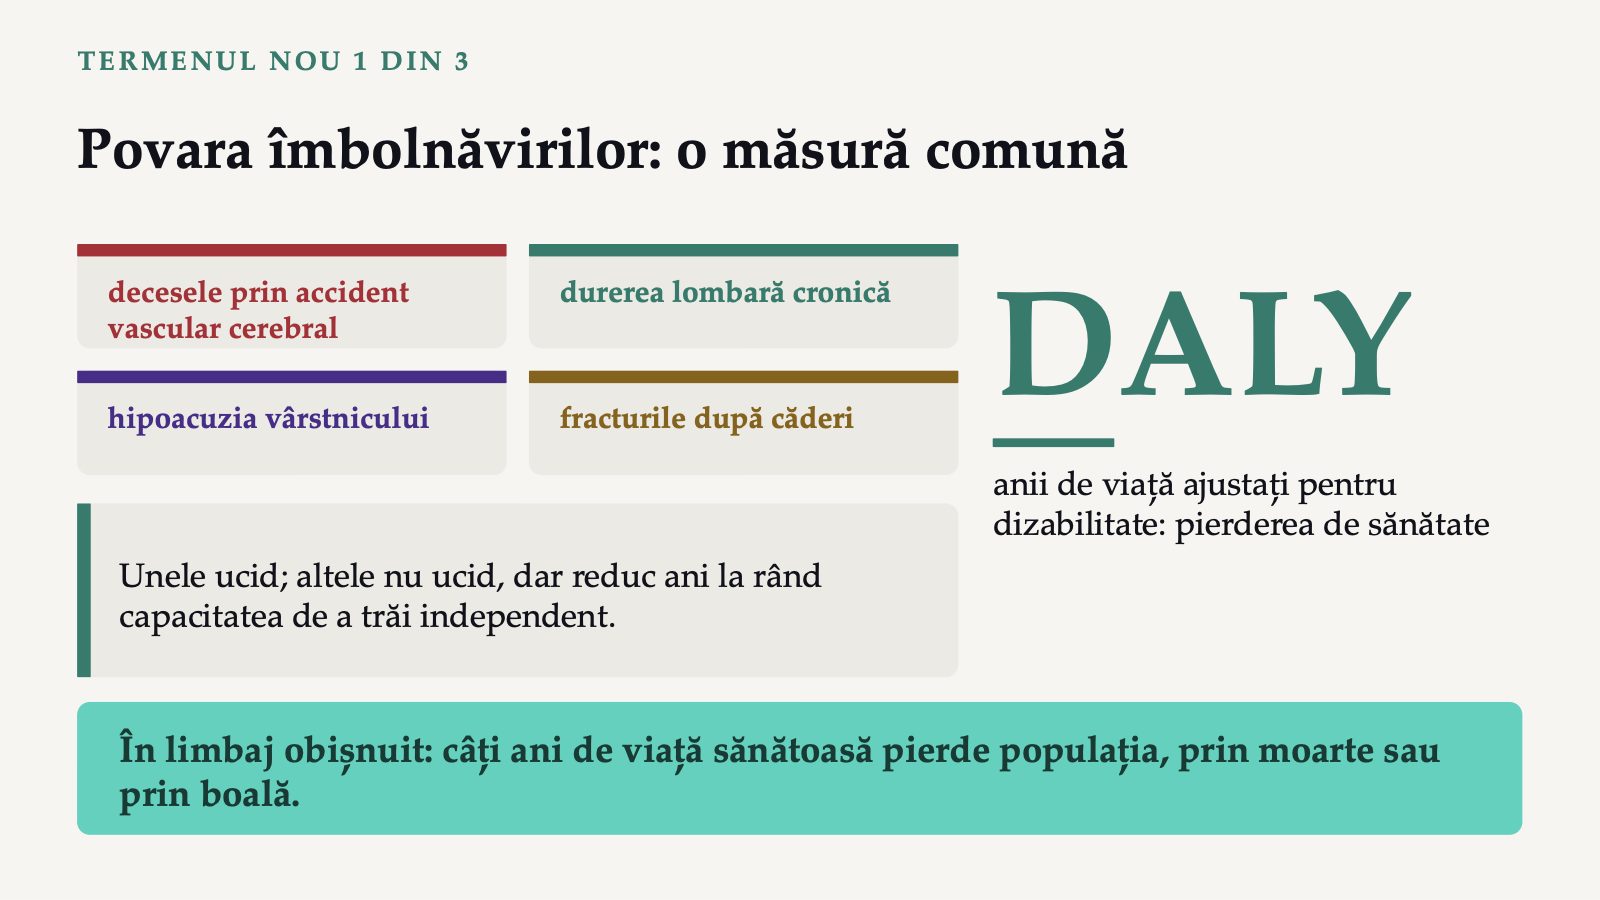 TERMENUL NOU 1 DIN 3
Povara îmbolnăvirilor: o măsură comună
decesele prin accident
vascular cerebral
durerea lombară cronică
hipoacuzia vârstnicului
fracturile după căderi
Unele ucid; altele nu ucid, dar reduc ani la rând
capacitatea de a trăi independent.
DALY
anii de viață ajustați pentru
dizabilitate: pierderea de sănătate
În limbaj obișnuit: câți ani de viață sănătoasă pierde populația, prin moarte sau
prin boală.